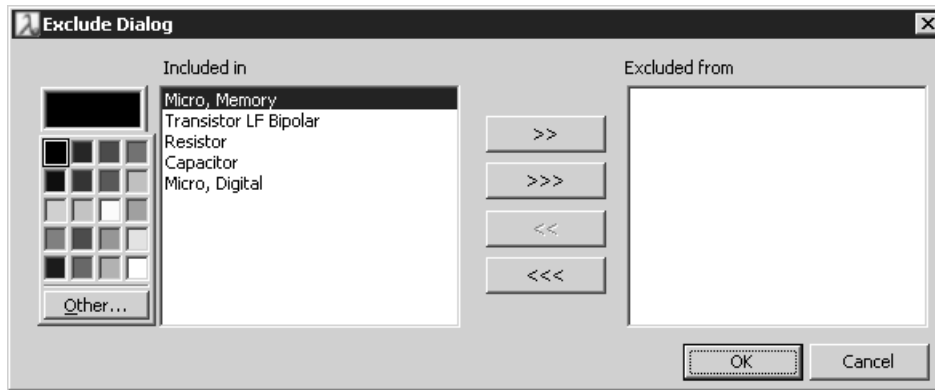 Exclude Dialog
Included in
Excluded from
Micro, Memory
Transistor LF Bipolar
Resistor
Capacitor
Micro, Digital
>>
>>>
<<
<<<
Other...
OK
Cancel